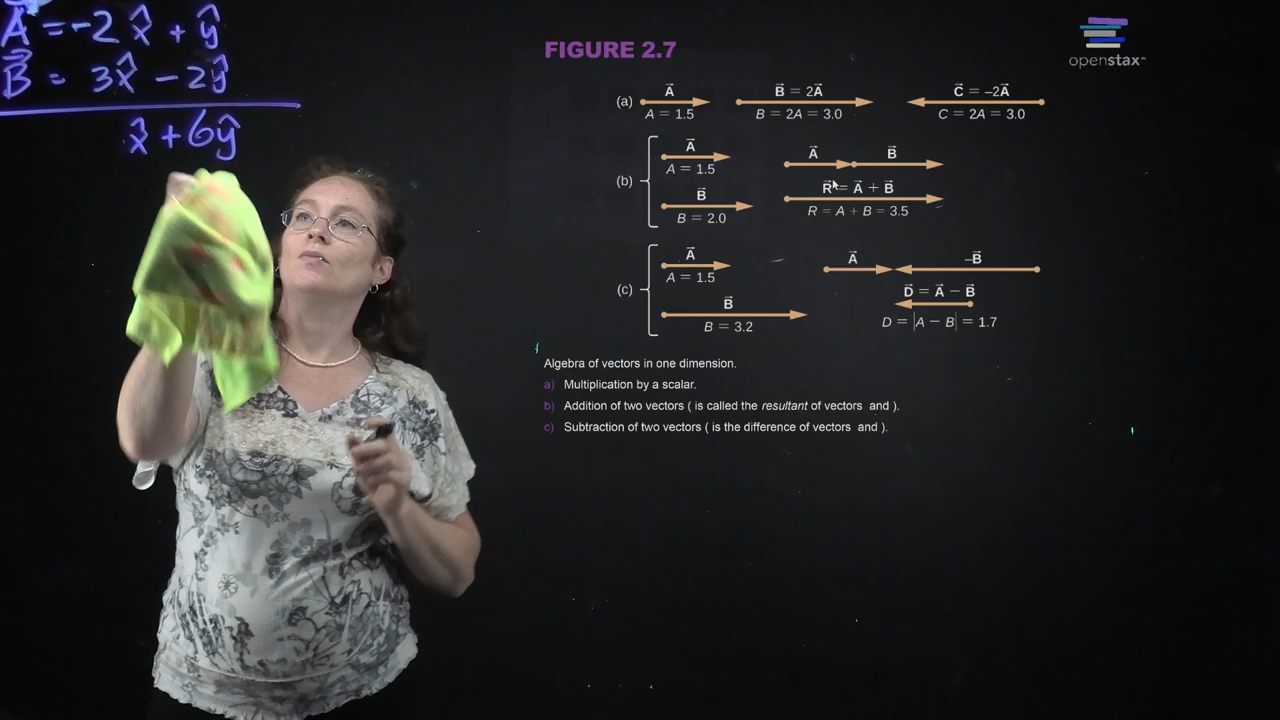 A⃗ = -2x̂ + ŷ
B⃗ = 3x̂ - 2ŷ
x̂ + 6ŷ
FIGURE 2.7
openstax™
(a) A⃗ B⃗ = 2A⃗ C⃗ = –2A⃗
A = 1.5 B = 2A = 3.0 C = 2A = 3.0
(b) A⃗ A⃗ B⃗
A = 1.5
B⃗ R⃗ = A⃗ + B⃗
B = 2.0 R = A + B = 3.5
(c) A⃗ A⃗ –B⃗
A = 1.5
B⃗ D⃗ = A⃗ − B⃗
B = 3.2 D = |A − B| = 1.7
Algebra of vectors in one dimension.
a) Multiplication by a scalar.
b) Addition of two vectors ( is called the resultant of vectors and ).
c) Subtraction of two vectors ( is the difference of vectors and ).